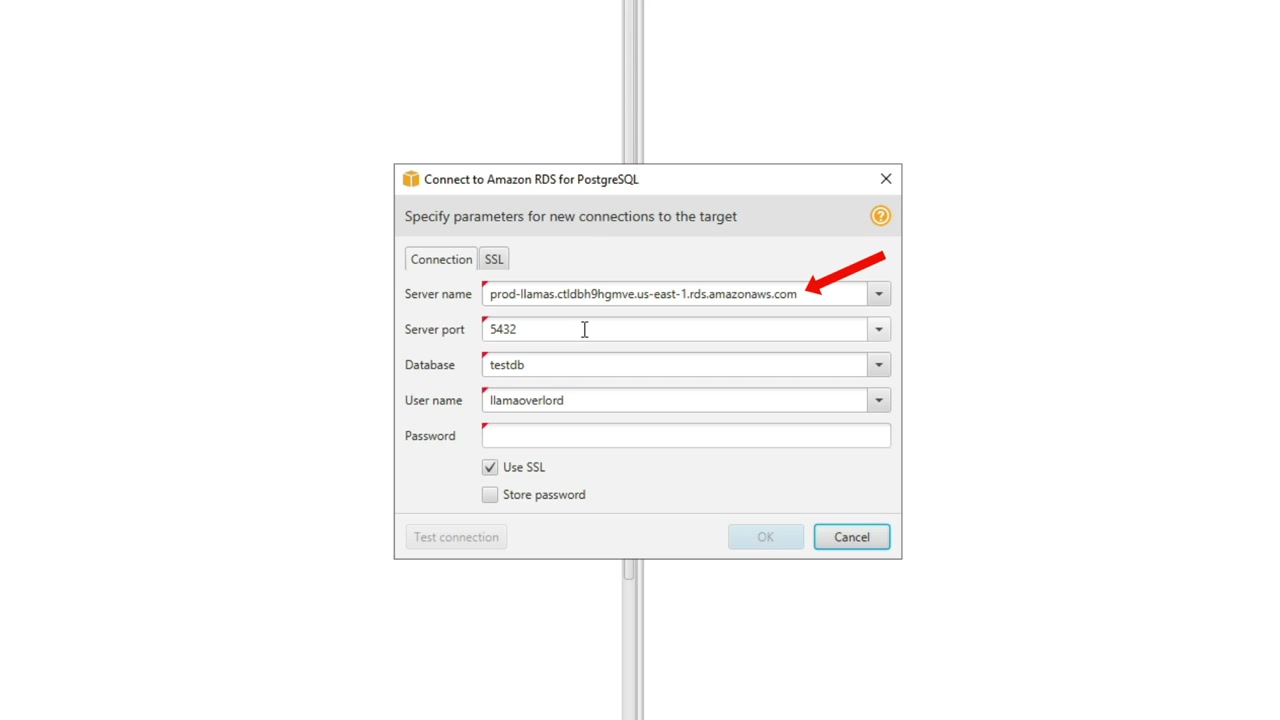 Connect to Amazon RDS for PostgreSQL
Specify parameters for new connections to the target
?
Connection SSL
Server name prod-llamas.ctldbh9hgmve.us-east-1.rds.amazonaws.com
Server port 5432
Database testdb
User name llamaoverlord
Password
Use SSL
Store password
Test connection OK Cancel